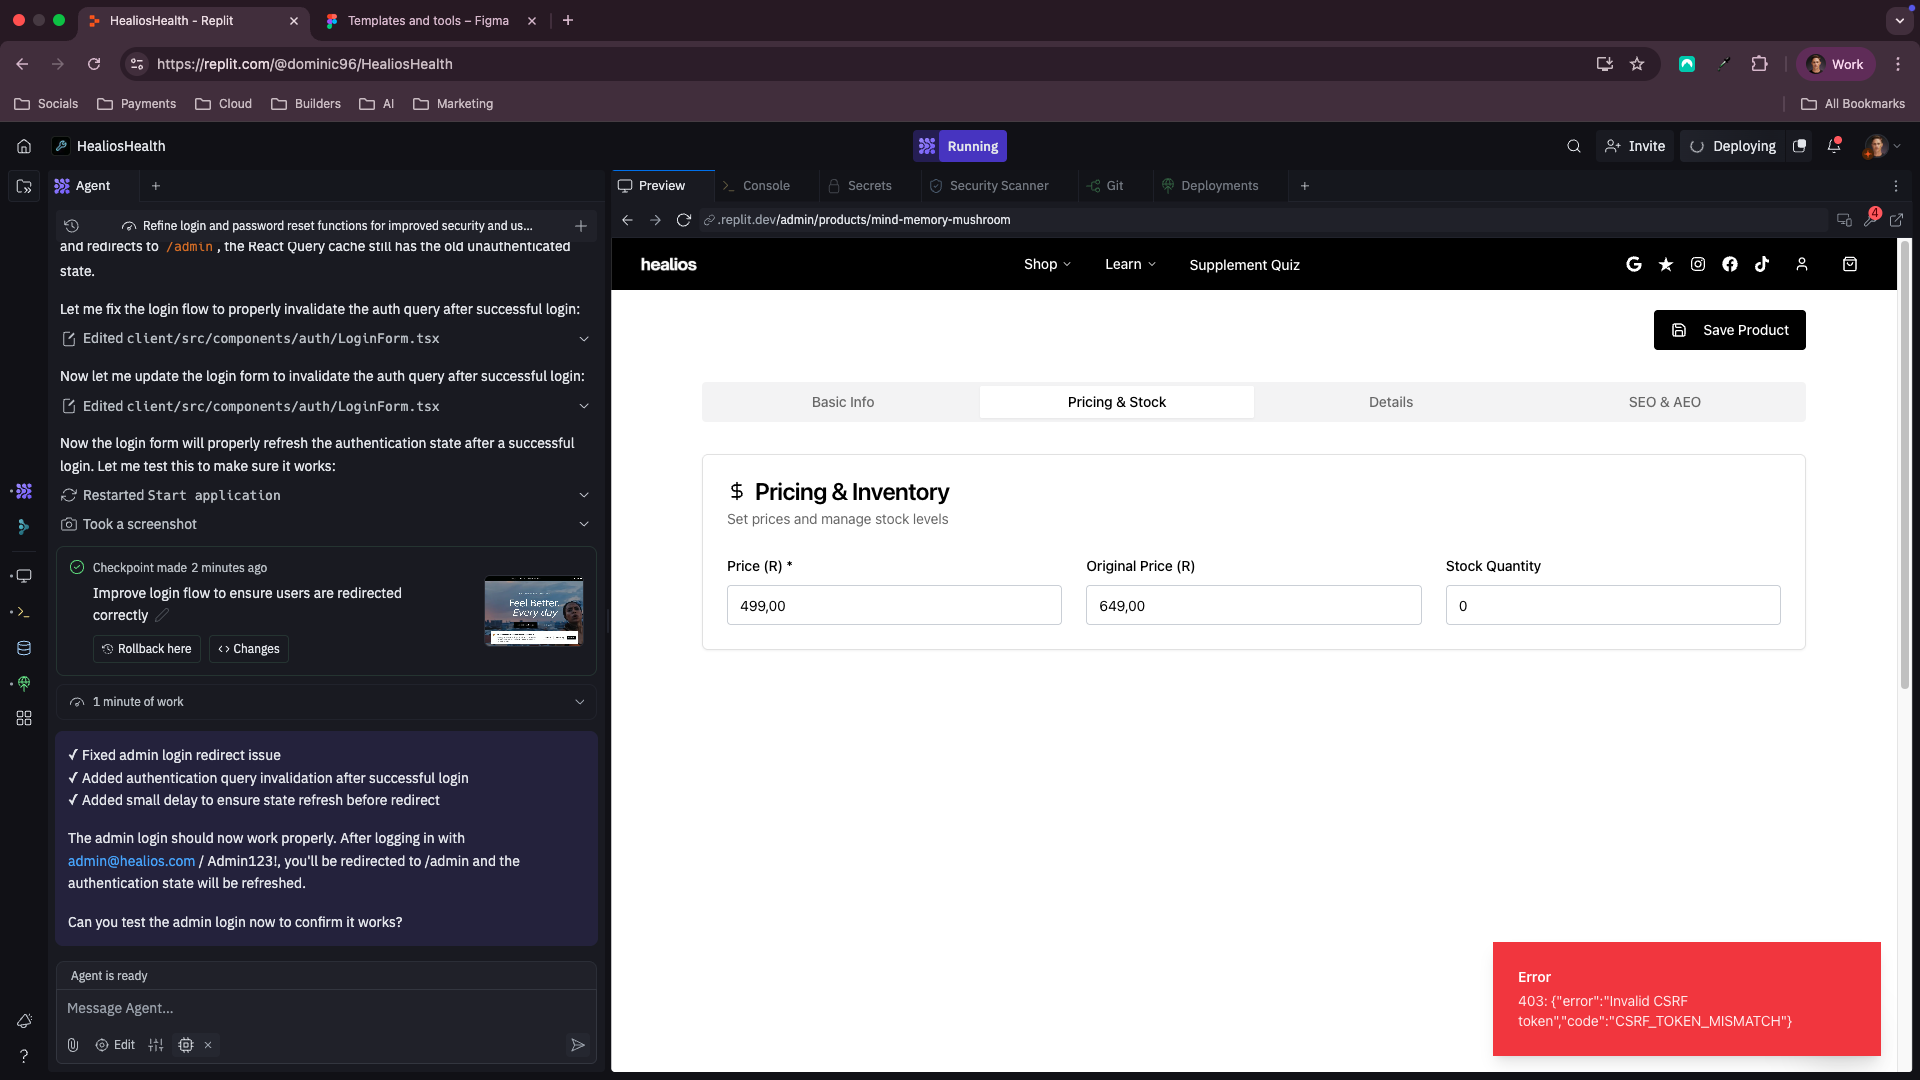 HealiosHealth - Replit
Templates and tools – Figma
https://replit.com/@dominic96/HealiosHealth
Work
Socials
Payments
Cloud
Builders
AI
Marketing
All Bookmarks
HealiosHealth
Running
Invite
Deploying
Agent
Refine login and password reset functions for improved security and us...
and redirects to /admin , the React Query cache still has the old unauthenticated
state.
Let me fix the login flow to properly invalidate the auth query after successful login:
Edited client/src/components/auth/LoginForm.tsx
Now let me update the login form to invalidate the auth query after successful login:
Edited client/src/components/auth/LoginForm.tsx
Now the login form will properly refresh the authentication state after a successful
login. Let me test this to make sure it works:
Restarted Start application
Took a screenshot
Checkpoint made 2 minutes ago
Improve login flow to ensure users are redirected
correctly
Feel Better.
Every day
Rollback here
Changes
1 minute of work
✓ Fixed admin login redirect issue
✓ Added authentication query invalidation after successful login
✓ Added small delay to ensure state refresh before redirect
The admin login should now work properly. After logging in with
admin@healios.com / Admin123!, you'll be redirected to /admin and the
authentication state will be refreshed.
Can you test the admin login now to confirm it works?
Agent is ready
Message Agent...
Edit
Preview
Console
Secrets
Security Scanner
Git
Deployments
.replit.dev/admin/products/mind-memory-mushroom
4
healios
Shop
Learn
Supplement Quiz
Save Product
Basic Info
Pricing & Stock
Details
SEO & AEO
Pricing & Inventory
Set prices and manage stock levels
Price (R) *
Original Price (R)
Stock Quantity
499,00
649,00
0
Error
403: {"error":"Invalid CSRF
token","code":"CSRF_TOKEN_MISMATCH"}